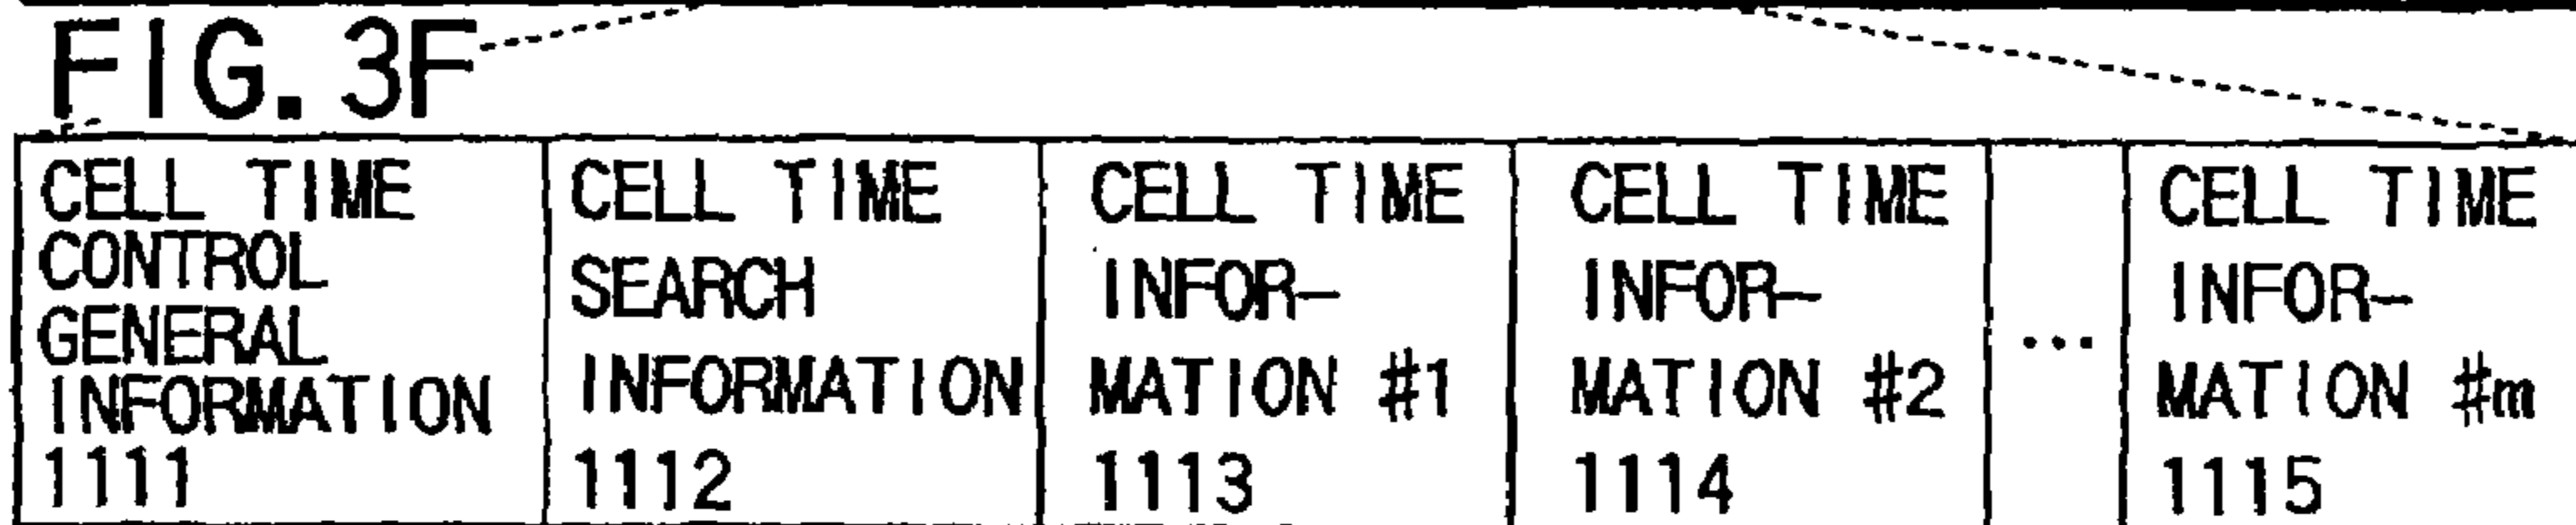 FIG. 3F
CELL TIME
CONTROL
GENERAL
INFORMATION
1111
CELL TIME
SEARCH
INFORMATION
1112
CELL TIME
INFOR-
MATION #1
1113
CELL TIME
INFOR-
MATION #2
1114
...
CELL TIME
INFOR-
MATION #m
1115